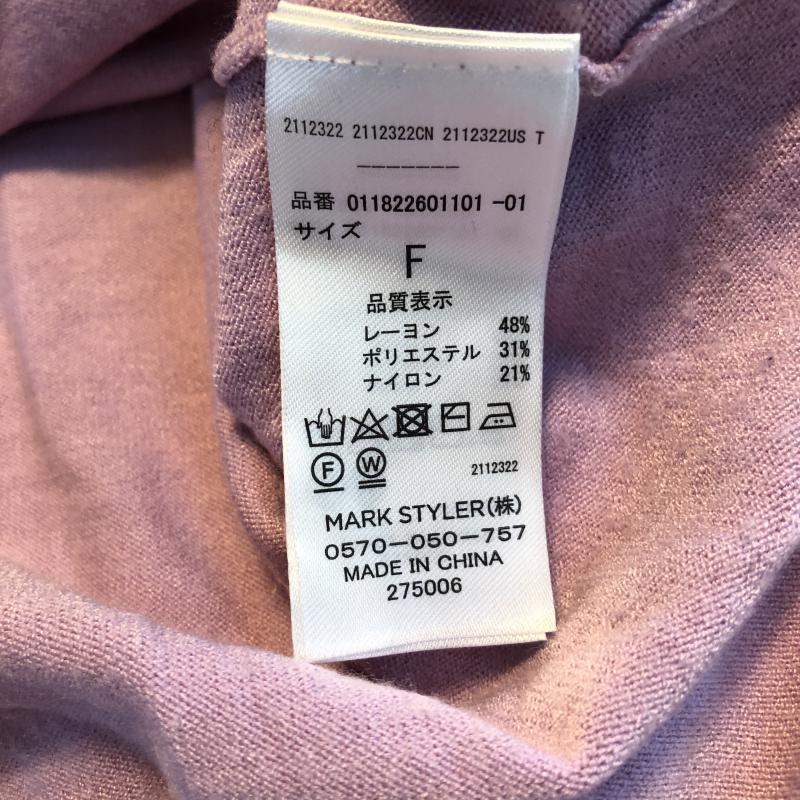 2112322 2112322CN 2112322US T
-------
品番 011822601101 -01
サイズ
F
品質表示
レーヨン 48%
ポリエステル 31%
ナイロン 21%
F W 2112322
MARK STYLER(株)
0570-050-757
MADE IN CHINA
275006